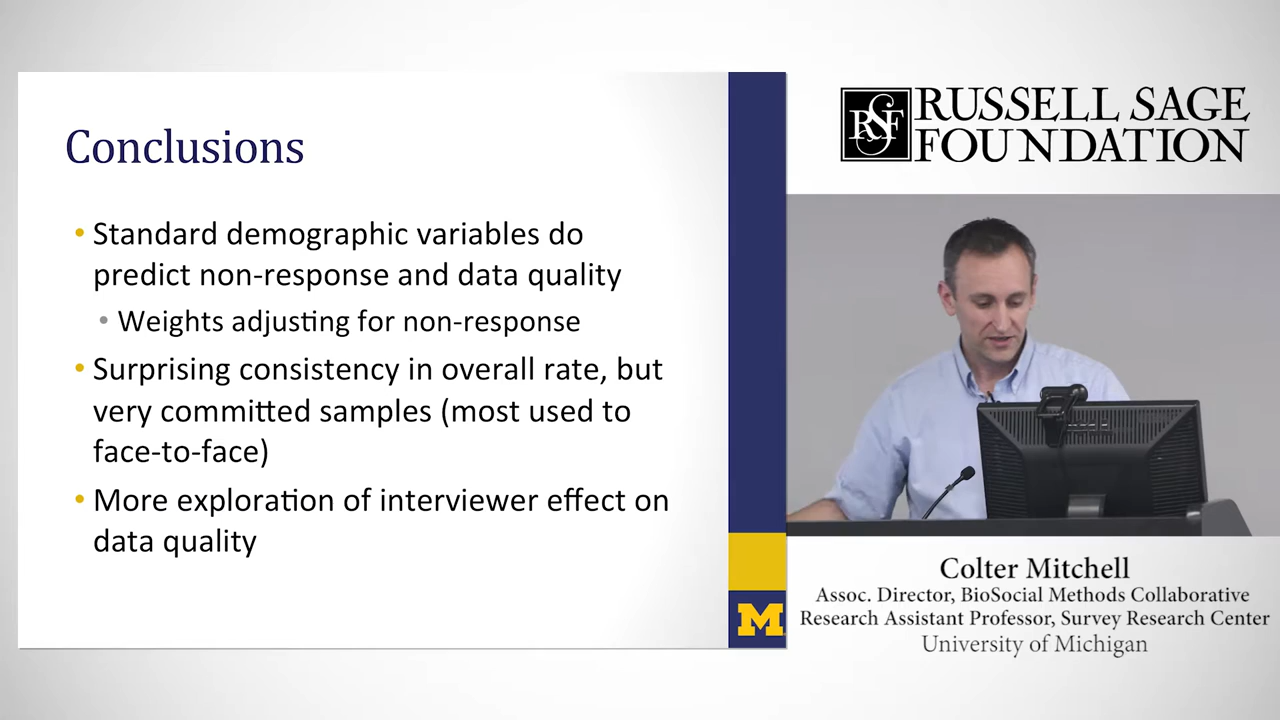 Conclusions
• Standard demographic variables do
predict non-response and data quality
• Weights adjusting for non-response
• Surprising consistency in overall rate, but
very committed samples (most used to
face-to-face)
• More exploration of interviewer effect on
data quality
M
RSF
RUSSELL SAGE
FOUNDATION
Colter Mitchell
Assoc. Director, BioSocial Methods Collaborative
Research Assistant Professor, Survey Research Center
University of Michigan